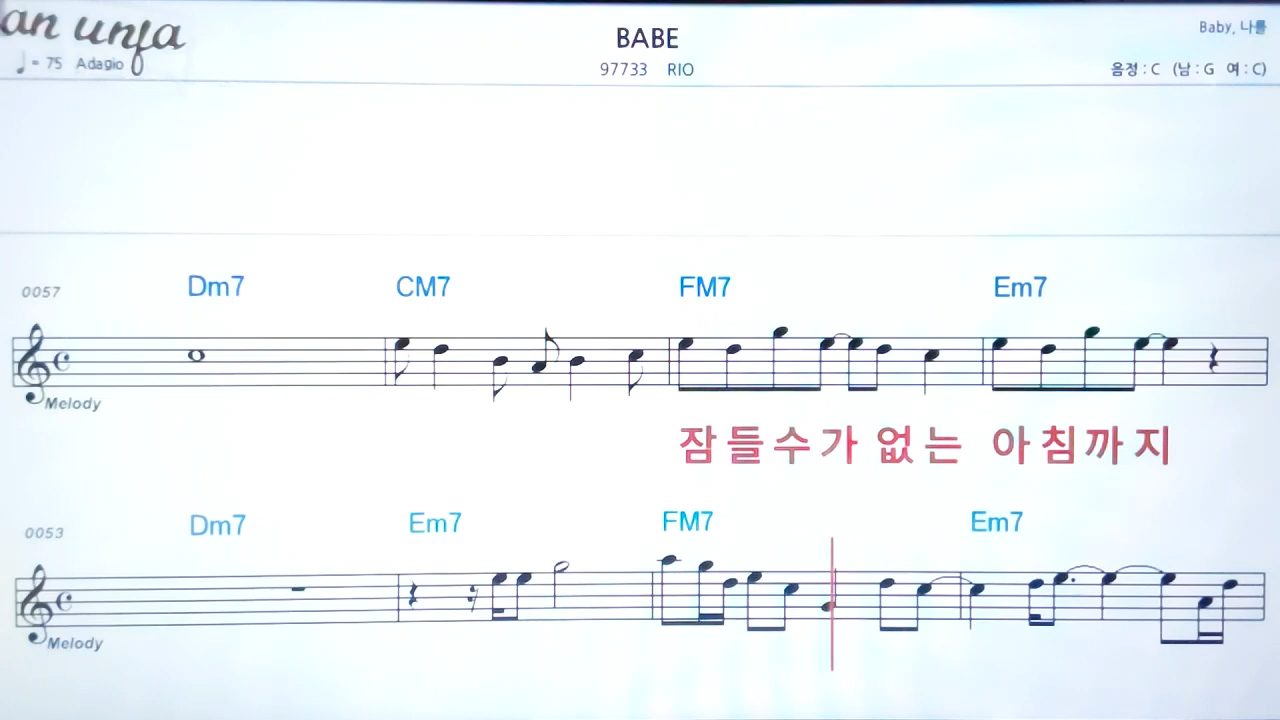 an unfa
BABE
Baby, 나를
♩= 75 Adagio
97733 RIO
음정 : C (남 : G 여 : C)
0057
Dm7 CM7 FM7 Em7
Melody
잠들수가 없는 아침까지
0053
Dm7 Em7 FM7 Em7
Melody